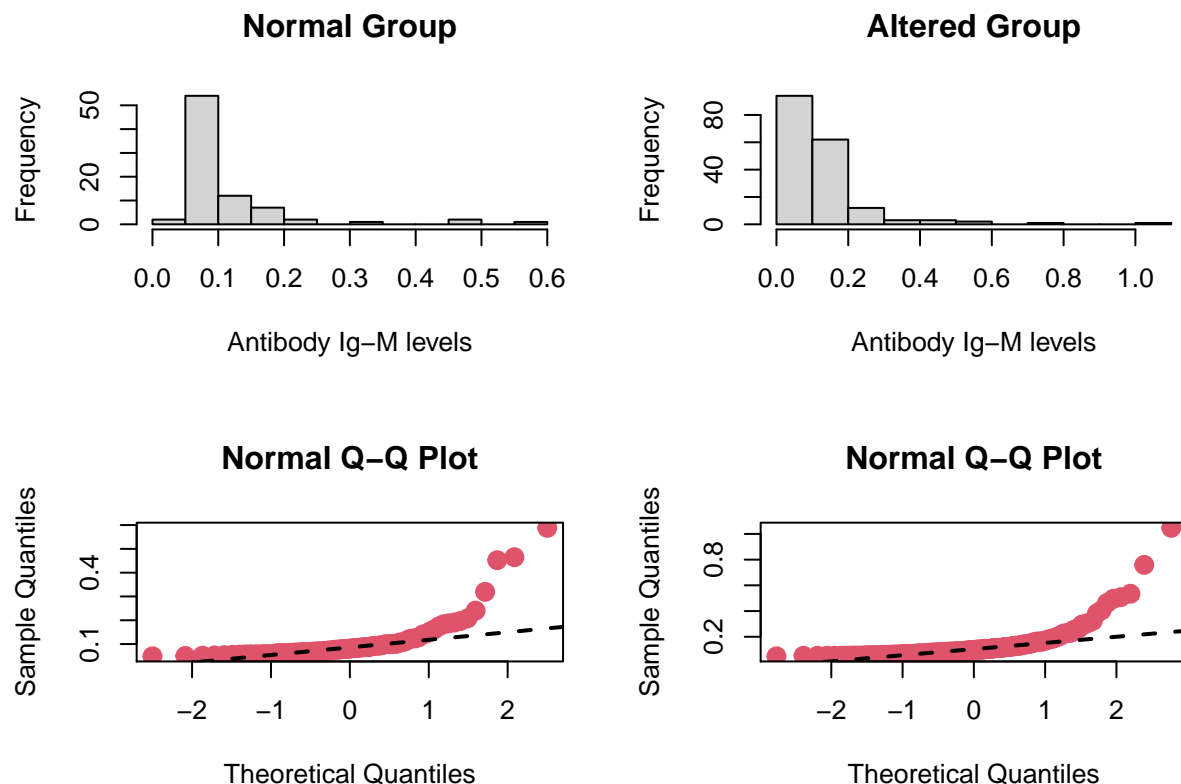 Normal Group
Frequency
0 20 50
0.0 0.1 0.2 0.3 0.4 0.5 0.6
Antibody Ig−M levels
Altered Group
Frequency
0 40 80
0.0 0.2 0.4 0.6 0.8 1.0
Antibody Ig−M levels
Normal Q−Q Plot
Sample Quantiles
0.1 0.4
−2 −1 0 1 2
Theoretical Quantiles
Normal Q−Q Plot
Sample Quantiles
0.2 0.8
−2 −1 0 1 2
Theoretical Quantiles